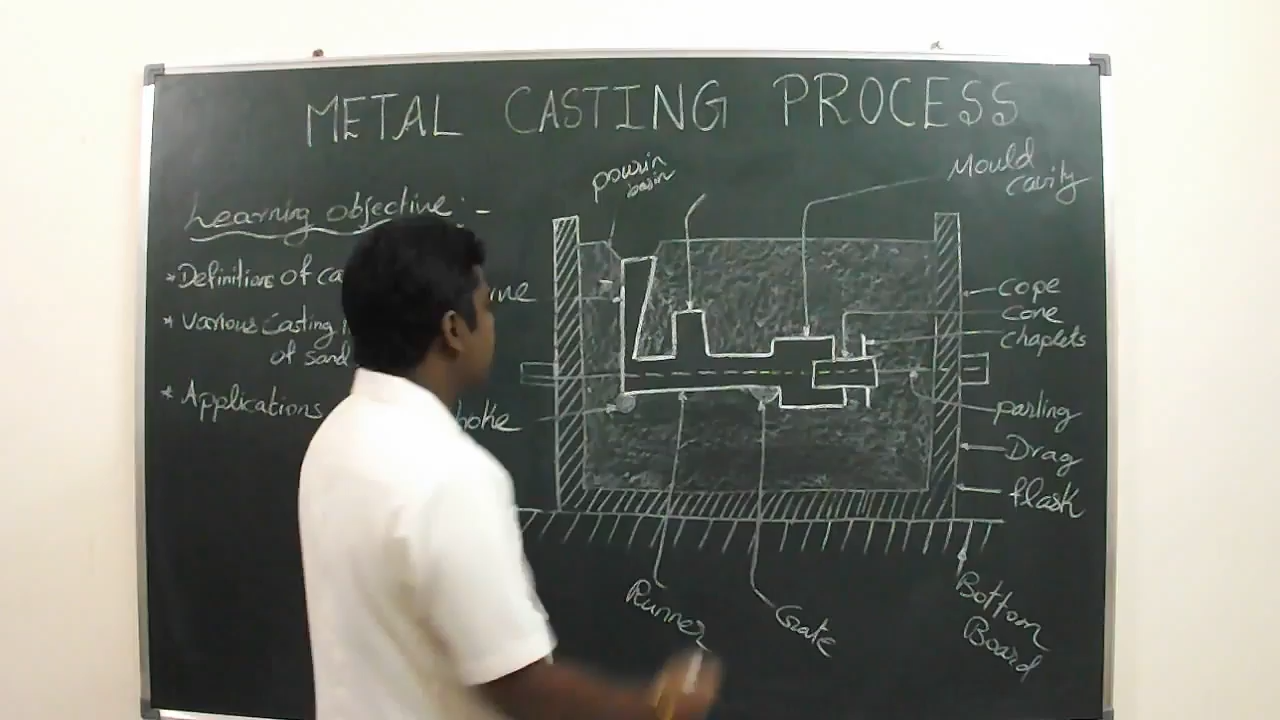 METAL CASTING PROCESS
Learning objective :-
* Definition of ca
* Various Casting
of sand
* Applications
pourin
basin
Mould
cavity
cope
core
chaplets
parting
Drag
flask
Bottom
Board
Runner
Gate